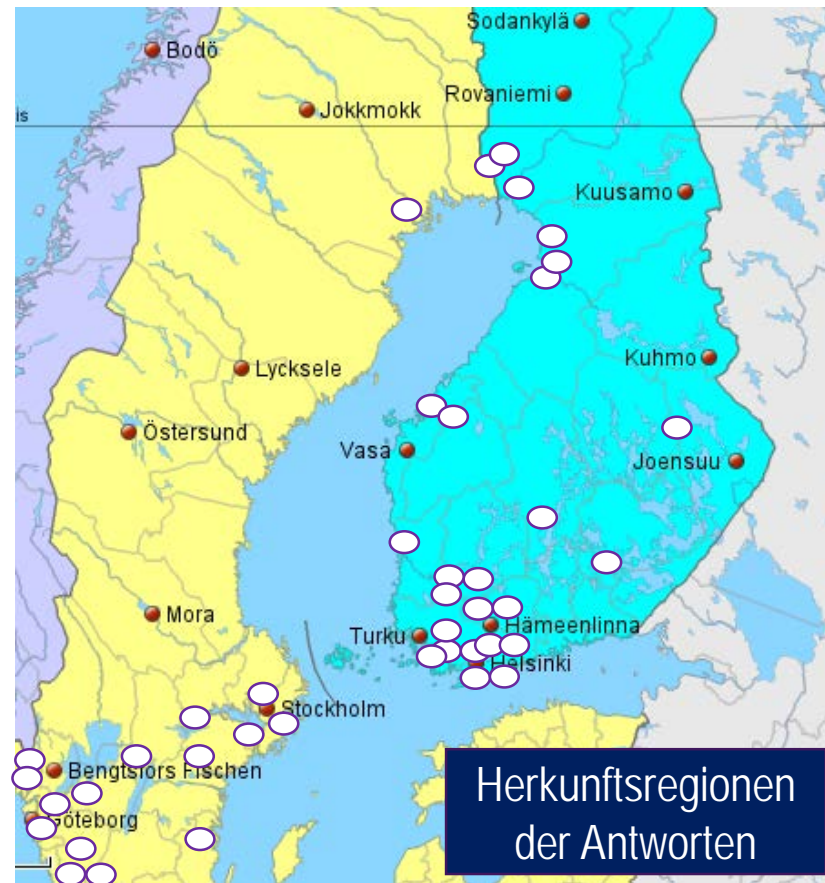 Sodankylä
Bodö
Rovaniemi
Jokkmokk
is
Kuusamo
Kuhmo
Lycksele
Östersund
Vasa
Joensuu
Mora
Turku
Hämeenlinna
Helsinki
Stockholm
Bengtsfors Fischen
Göteborg
Herkunftsregionen
der Antworten